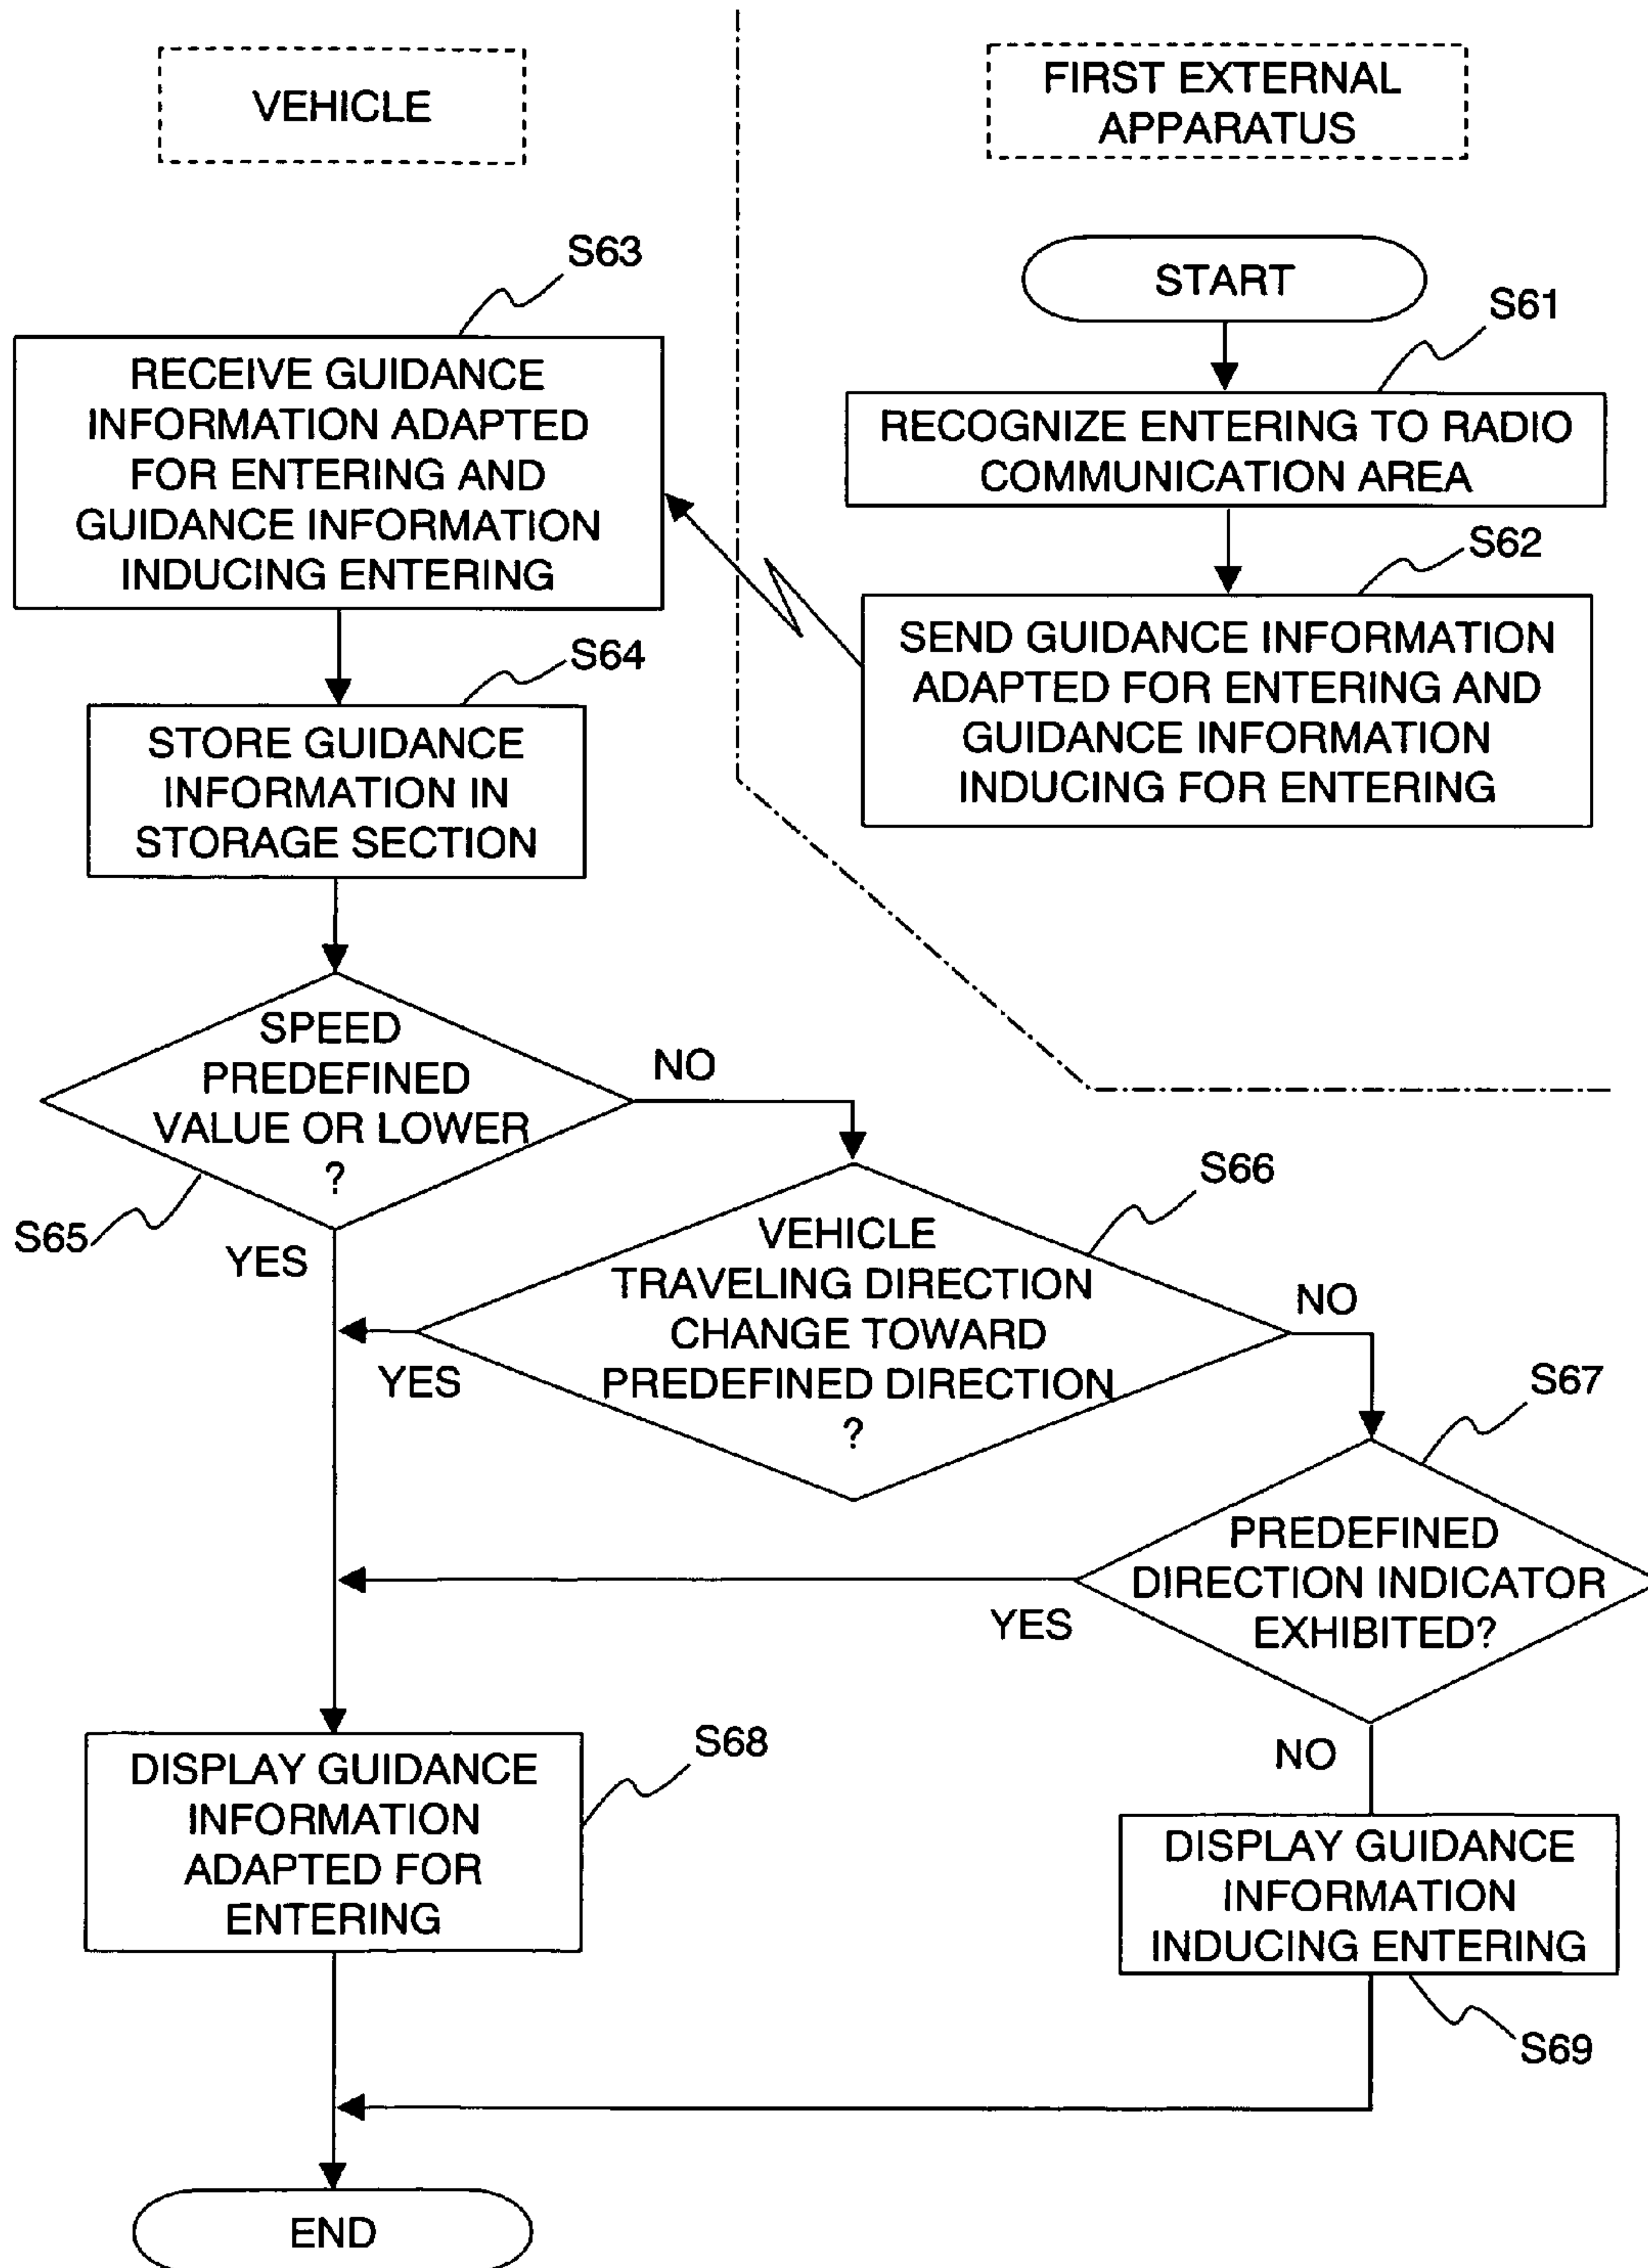 VEHICLE
FIRST EXTERNAL
APPARATUS
START
S61
RECOGNIZE ENTERING TO RADIO
COMMUNICATION AREA
S62
SEND GUIDANCE INFORMATION
ADAPTED FOR ENTERING AND
GUIDANCE INFORMATION
INDUCING FOR ENTERING
S63
RECEIVE GUIDANCE
INFORMATION ADAPTED
FOR ENTERING AND
GUIDANCE INFORMATION
INDUCING ENTERING
S64
STORE GUIDANCE
INFORMATION IN
STORAGE SECTION
SPEED
PREDEFINED
VALUE OR LOWER
?
NO
S65
YES
S66
VEHICLE
TRAVELING DIRECTION
CHANGE TOWARD
PREDEFINED DIRECTION
?
NO
YES
S67
PREDEFINED
DIRECTION INDICATOR
EXHIBITED?
YES
NO
S68
DISPLAY GUIDANCE
INFORMATION
ADAPTED FOR
ENTERING
DISPLAY GUIDANCE
INFORMATION
INDUCING ENTERING
S69
END